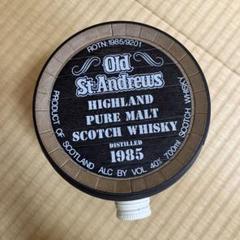 ROTN:1985/9201
Old
St Andrews
HIGHLAND
PURE MALT
SCOTCH WHISKY
DISTILLED
1985
PRODUCT OF SCOTLAND ALC BY VOL 40% 700ml SCOTCH WHISKY